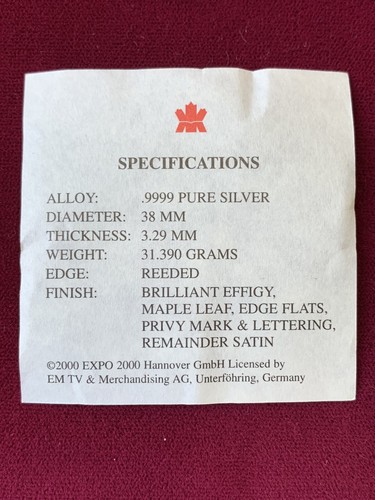 SPECIFICATIONS
ALLOY: .9999 PURE SILVER
DIAMETER: 38 MM
THICKNESS: 3.29 MM
WEIGHT: 31.390 GRAMS
EDGE: REEDED
FINISH: BRILLIANT EFFIGY,
MAPLE LEAF, EDGE FLATS,
PRIVY MARK & LETTERING,
REMAINDER SATIN
©2000 EXPO 2000 Hannover GmbH Licensed by
EM TV & Merchandising AG, Unterföhring, Germany